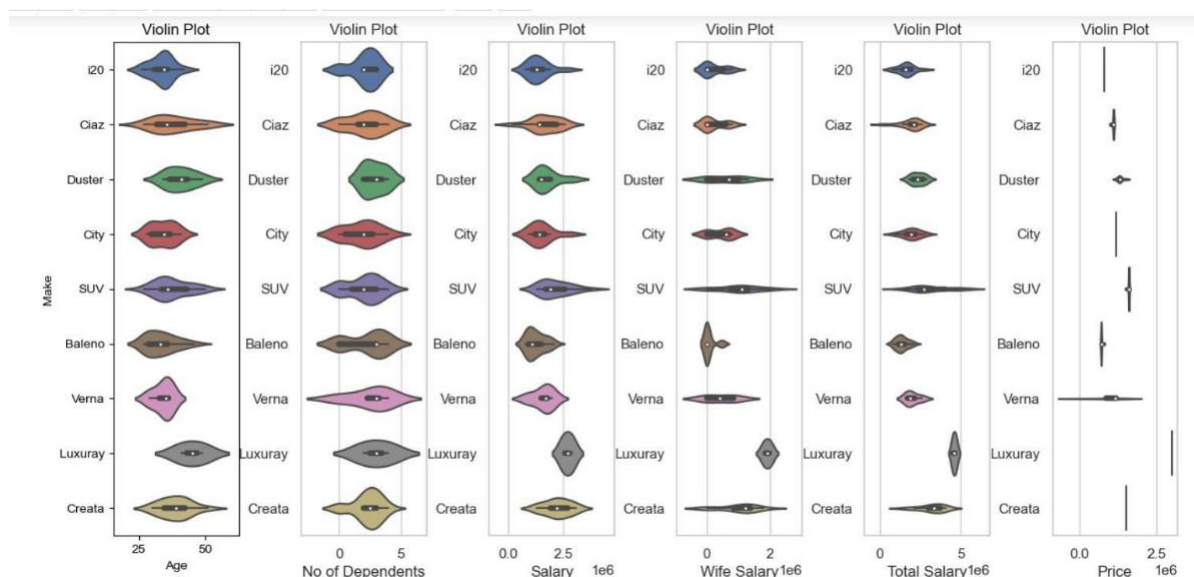 Violin Plot Violin Plot Violin Plot Violin Plot Violin Plot Violin Plot
i20 i20 i20 i20 i20 i20
Ciaz Ciaz Ciaz Ciaz Ciaz Ciaz
Duster Duster Duster Duster Duster Duster
City City City City City City
Make
SUV SUV SUV SUV SUV SUV
Baleno Baleno Baleno Baleno Baleno Baleno
Verna Verna Verna Verna Verna Verna
Luxuray Luxuray Luxuray Luxuray Luxuray Luxuray
Creata Creata Creata Creata Creata Creata
25 50 0 5 0.0 2.5 0 2 0 5 0.0 2.5
Age No of Dependents Salary 1e6 Wife Salary 1e6 Total Salary 1e6 Price 1e6